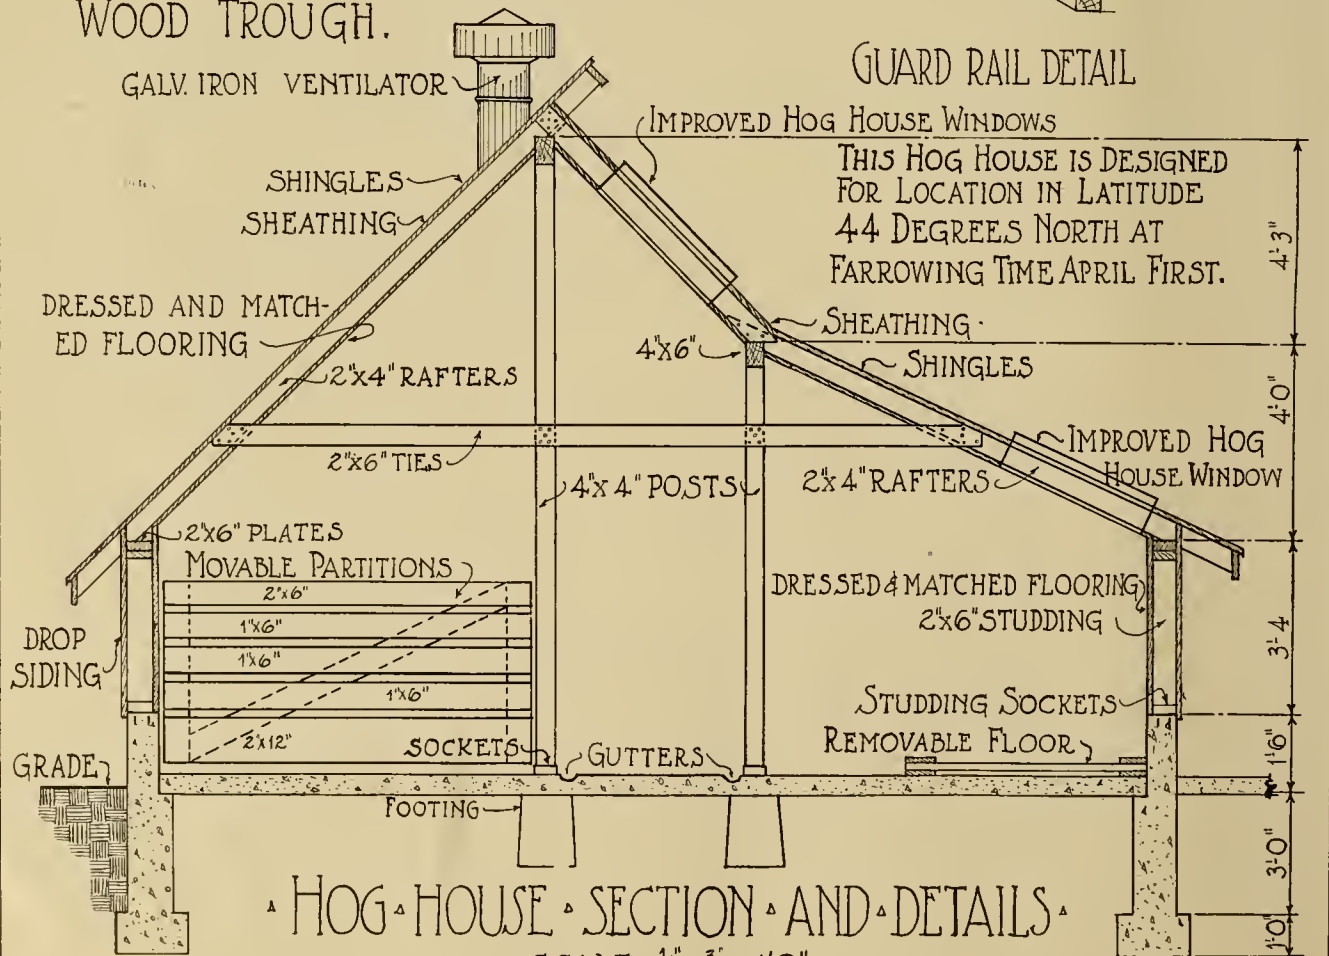 WOOD TROUGH.
GALV. IRON VENTILATOR
GUARD RAIL DETAIL
IMPROVED HOG HOUSE WINDOWS
THIS HOG HOUSE IS DESIGNED
FOR LOCATION IN LATITUDE
44 DEGREES NORTH AT
FARROWING TIME APRIL FIRST.
SHINGLES
SHEATHING
4'-3"
DRESSED AND MATCH-
ED FLOORING
SHEATHING
4"X6"
SHINGLES
2"X4" RAFTERS
4'-0"
2"X6" TIES
IMPROVED HOG
HOUSE WINDOW
4"X4" POSTS
2"X4" RAFTERS
2"X6" PLATES
MOVABLE PARTITIONS
2"X6"
1"X6"
1"X6"
1"X6"
2"X12"
DRESSED & MATCHED FLOORING
2"X6" STUDDING
3'-4
DROP
SIDING
STUDDING SOCKETS
REMOVABLE FLOOR
SOCKETS
GUTTERS
1'-6"
GRADE
FOOTING
3'-0"
HOG-HOUSE SECTION AND DETAILS
1'-0"